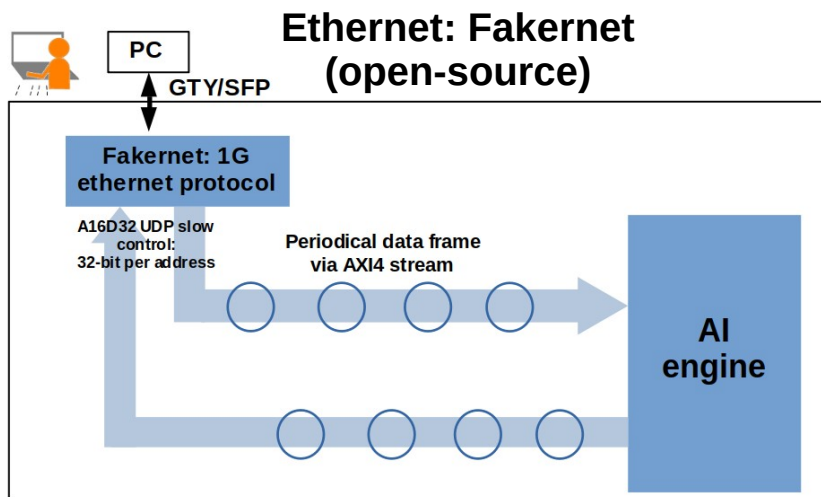 Ethernet: Fakernet
(open-source)
PC
GTY/SFP
Fakernet: 1G
ethernet protocol
A16D32 UDP slow
control:
32-bit per address
Periodical data frame
via AXI4 stream
AI
engine